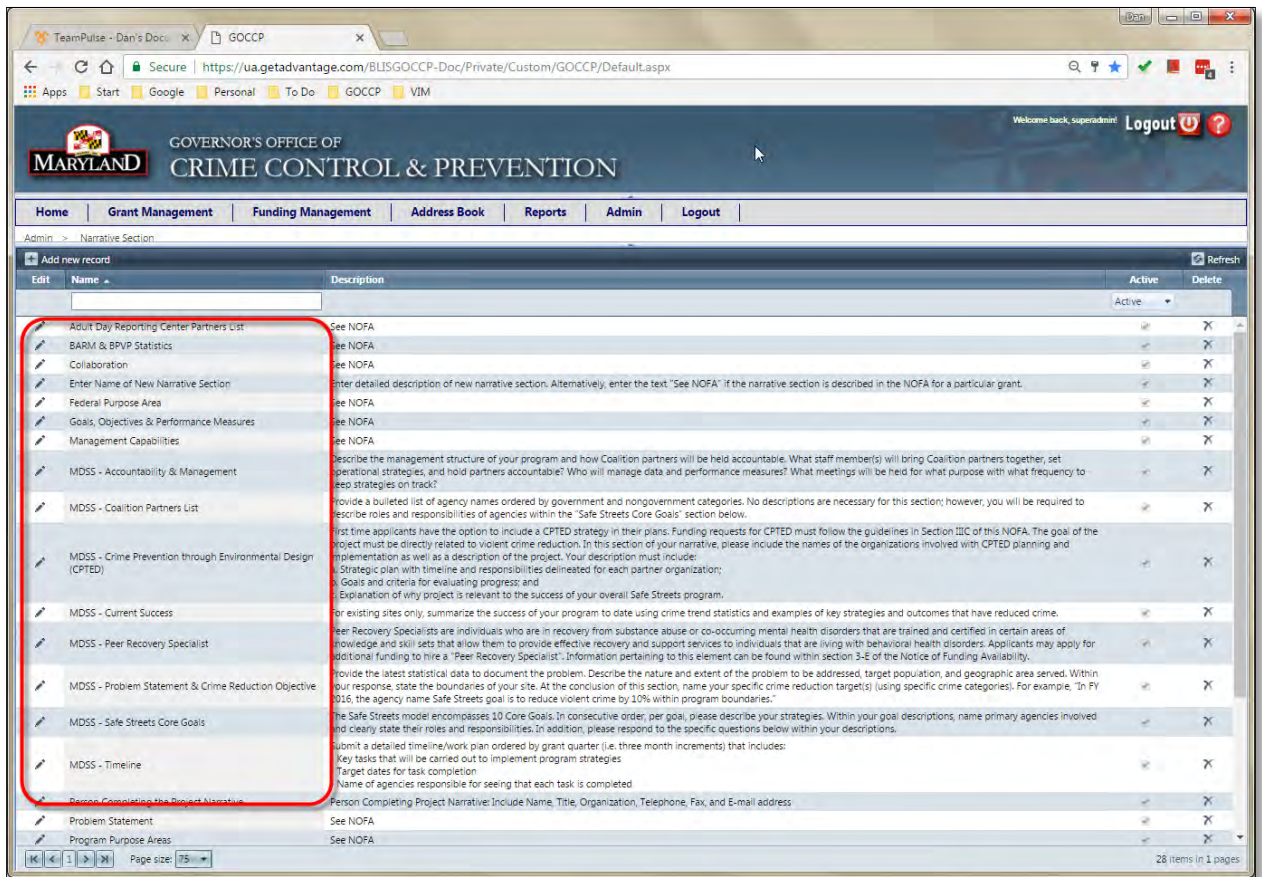 Dan
TeamPulse - Dan's Doc
GOCCP
Secure | https://ua.getadvantage.com/BLISGOCCP-Doc/Private/Custom/GOCCP/Default.aspx
Apps Start Google Personal To Do GOCCP VIM
Welcome back, superadmin! Logout
MARYLAND
GOVERNOR'S OFFICE OF
CRIME CONTROL & PREVENTION
Home | Grant Management | Funding Management | Address Book | Reports | Admin | Logout |
Admin > Narrative Section
Add new record Refresh
Edit Name Description Active Delete
Active
Adult Day Reporting Center Partners List See NOFA
BARM & BPVP Statistics See NOFA
Collaboration See NOFA
Enter Name of New Narrative Section Enter detailed description of new narrative section. Alternatively, enter the text "See NOFA" if the narrative section is described in the NOFA for a particular grant.
Federal Purpose Area See NOFA
Goals, Objectives & Performance Measures See NOFA
Management Capabilities See NOFA
MDSS - Accountability & Management
Describe the management structure of your program and how Coalition partners will be held accountable. What staff member(s) will bring Coalition partners together, set
operational strategies, and hold partners accountable? Who will manage data and performance measures? What meetings will be held for what purpose with what frequency to
keep strategies on track?
MDSS - Coalition Partners List
Provide a bulleted list of agency names ordered by government and nongovernment categories. No descriptions are necessary for this section; however, you will be required to
describe roles and responsibilities of agencies within the "Safe Streets Core Goals" section below.
MDSS - Crime Prevention through Environmental Design
(CPTED)
First time applicants have the option to include a CPTED strategy in their plans. Funding requests for CPTED must follow the guidelines in Section IIIC of this NOFA. The goal of the
project must be directly related to violent crime reduction. In this section of your narrative, please include the names of the organizations involved with CPTED planning and
implementation as well as a description of the project. Your description must include:
a. Strategic plan with timeline and responsibilities delineated for each partner organization;
b. Goals and criteria for evaluating progress; and
c. Explanation of why project is relevant to the success of your overall Safe Streets program.
MDSS - Current Success For existing sites only, summarize the success of your program to date using crime trend statistics and examples of key strategies and outcomes that have reduced crime.
MDSS - Peer Recovery Specialist
Peer Recovery Specialists are individuals who are in recovery from substance abuse or co-occurring mental health disorders that are trained and certified in certain areas of
knowledge and skill sets that allow them to provide effective recovery and support services to individuals that are living with behavioral health disorders. Applicants may apply for
additional funding to hire a "Peer Recovery Specialist". Information pertaining to this element can be found within section 3-E of the Notice of Funding Availability.
MDSS - Problem Statement & Crime Reduction Objective
Provide the latest statistical data to document the problem. Describe the nature and extent of the problem to be addressed, target population, and geographic area served. Within
your response, state the boundaries of your site. At the conclusion of this section, name your specific crime reduction target(s) (using specific crime categories). For example, "In FY
2016, the agency name Safe Streets goal is to reduce violent crime by 10% within program boundaries."
MDSS - Safe Streets Core Goals
The Safe Streets model encompasses 10 Core Goals. In consecutive order, per goal, please describe your strategies. Within your goal descriptions, name primary agencies involved
and clearly state their roles and responsibilities. In addition, please respond to the specific questions below within your descriptions.
MDSS - Timeline
Submit a detailed timeline/work plan ordered by grant quarter (i.e. three month increments) that includes:
Key tasks that will be carried out to implement program strategies
Target dates for task completion
Name of agencies responsible for seeing that each task is completed
Person Completing the Project Narrative Person Completing Project Narrative: Include Name, Title, Organization, Telephone, Fax, and E-mail address
Problem Statement See NOFA
Program Purpose Areas See NOFA
1 Page size: 75 28 items in 1 pages